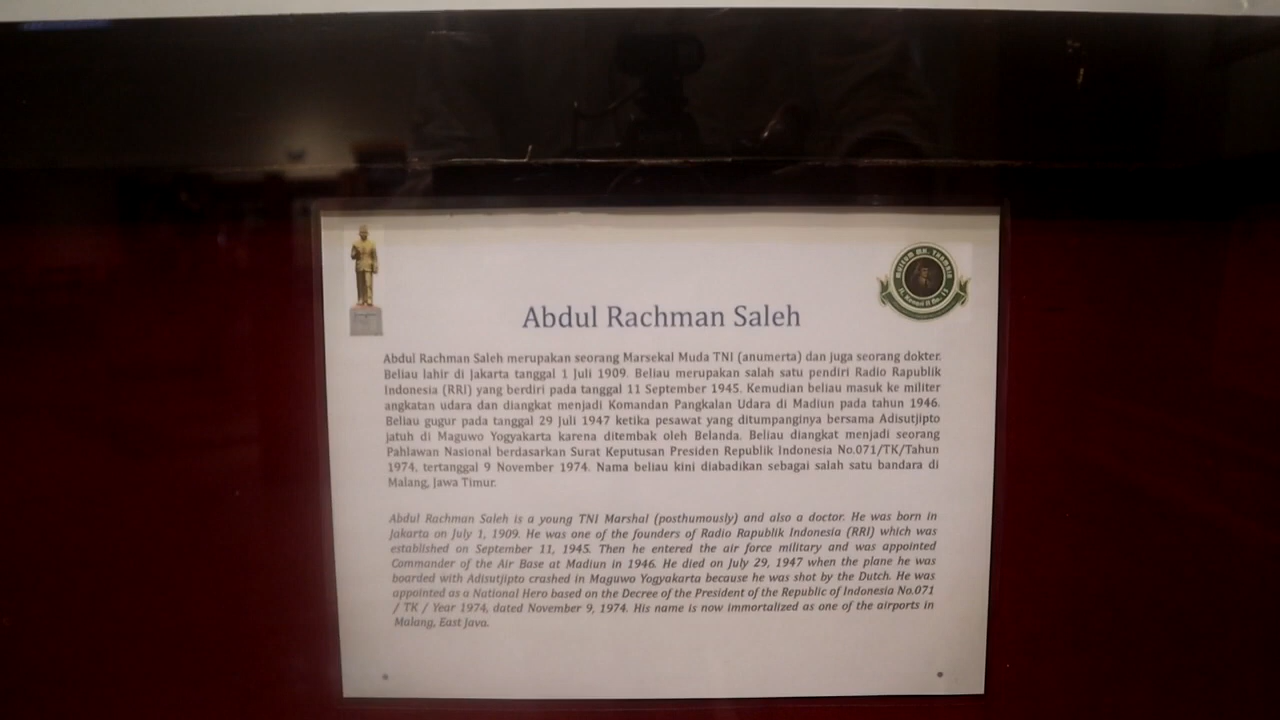 MUSEUM MH. THAMRIN
Jl. Kenari II No. 15
Abdul Rachman Saleh
Abdul Rachman Saleh merupakan seorang Marsekal Muda TNI (anumerta) dan juga seorang dokter.
Beliau lahir di Jakarta tanggal 1 Juli 1909. Beliau merupakan salah satu pendiri Radio Rapublik
Indonesia (RRI) yang berdiri pada tanggal 11 September 1945. Kemudian beliau masuk ke militer
angkatan udara dan diangkat menjadi Komandan Pangkalan Udara di Madiun pada tahun 1946.
Beliau gugur pada tanggal 29 Juli 1947 ketika pesawat yang ditumpanginya bersama Adisutjipto
jatuh di Maguwo Yogyakarta karena ditembak oleh Belanda. Beliau diangkat menjadi seorang
Pahlawan Nasional berdasarkan Surat Keputusan Presiden Republik Indonesia No.071/TK/Tahun
1974, tertanggal 9 November 1974. Nama beliau kini diabadikan sebagai salah satu bandara di
Malang, Jawa Timur.
Abdul Rachman Saleh is a young TNI Marshal (posthumously) and also a doctor. He was born in
Jakarta on July 1, 1909. He was one of the founders of Radio Rapublik Indonesia (RRI) which was
established on September 11, 1945. Then he entered the air force military and was appointed
Commander of the Air Base at Madiun in 1946. He died on July 29, 1947 when the plane he was
boarded with Adisutjipto crashed in Maguwo Yogyakarta because he was shot by the Dutch. He was
appointed as a National Hero based on the Decree of the President of the Republic of Indonesia No.071
/ TK / Year 1974, dated November 9, 1974. His name is now immortalized as one of the airports in
Malang, East Java.